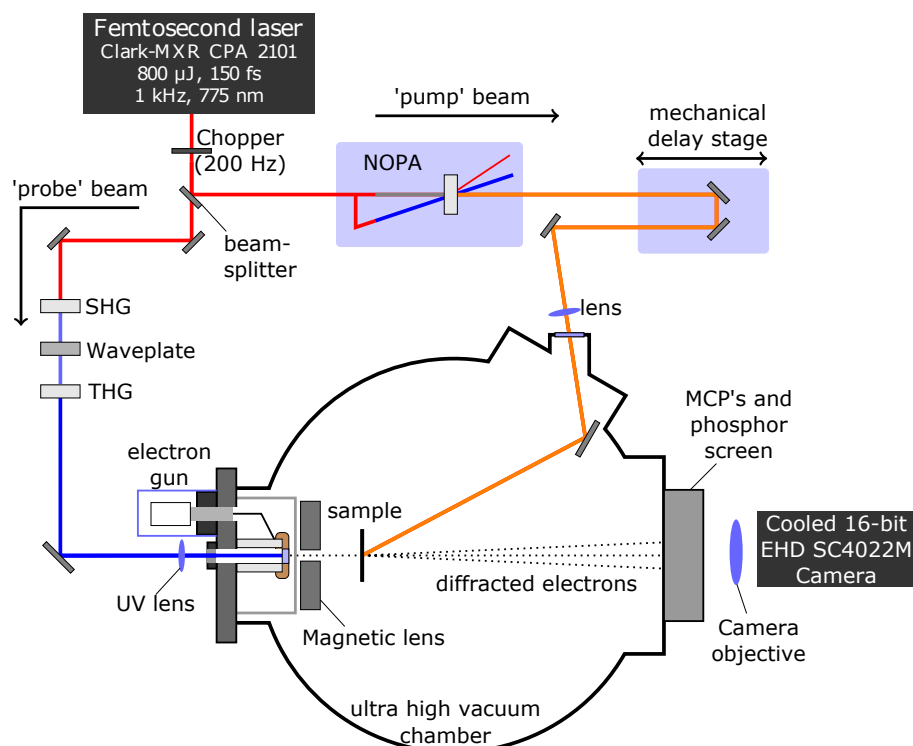 Femtosecond laser
Clark-MXR CPA 2101
800 µJ, 150 fs
1 kHz, 775 nm
'pump' beam
mechanical
delay stage
Chopper
(200 Hz)
NOPA
'probe' beam
beam-
splitter
SHG
lens
Waveplate
THG
MCP's and
phosphor
screen
electron
gun
sample
Cooled 16-bit
EHD SC4022M
Camera
diffracted electrons
UV lens
Magnetic lens
Camera
objective
ultra high vacuum
chamber